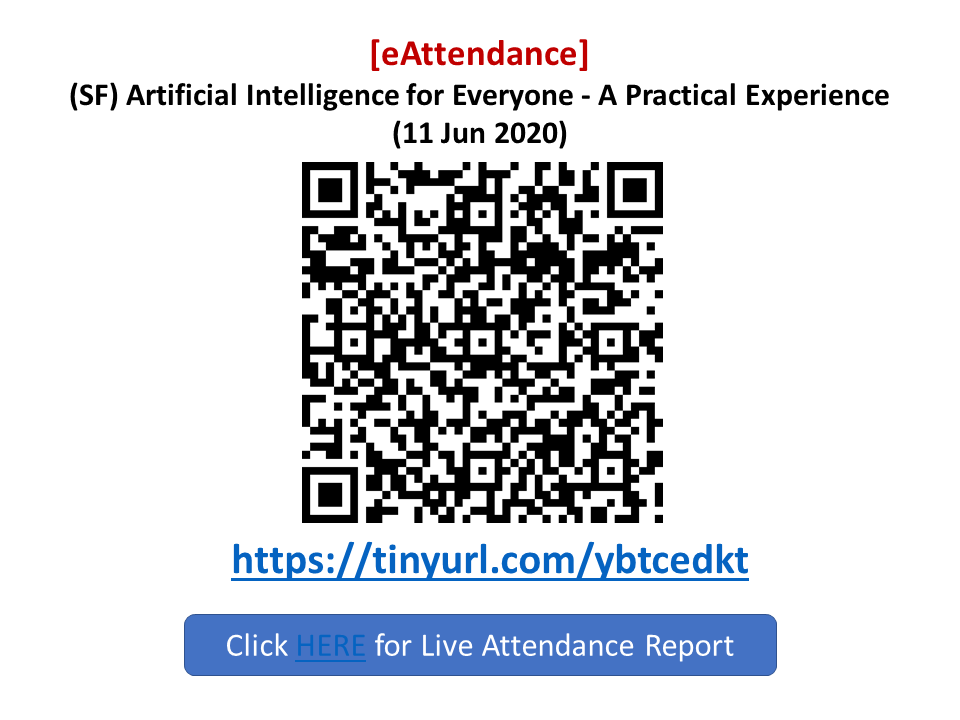 [eAttendance]
(SF) Artificial Intelligence for Everyone - A Practical Experience
(11 Jun 2020)
https://tinyurl.com/ybtcedkt
Click HERE for Live Attendance Report